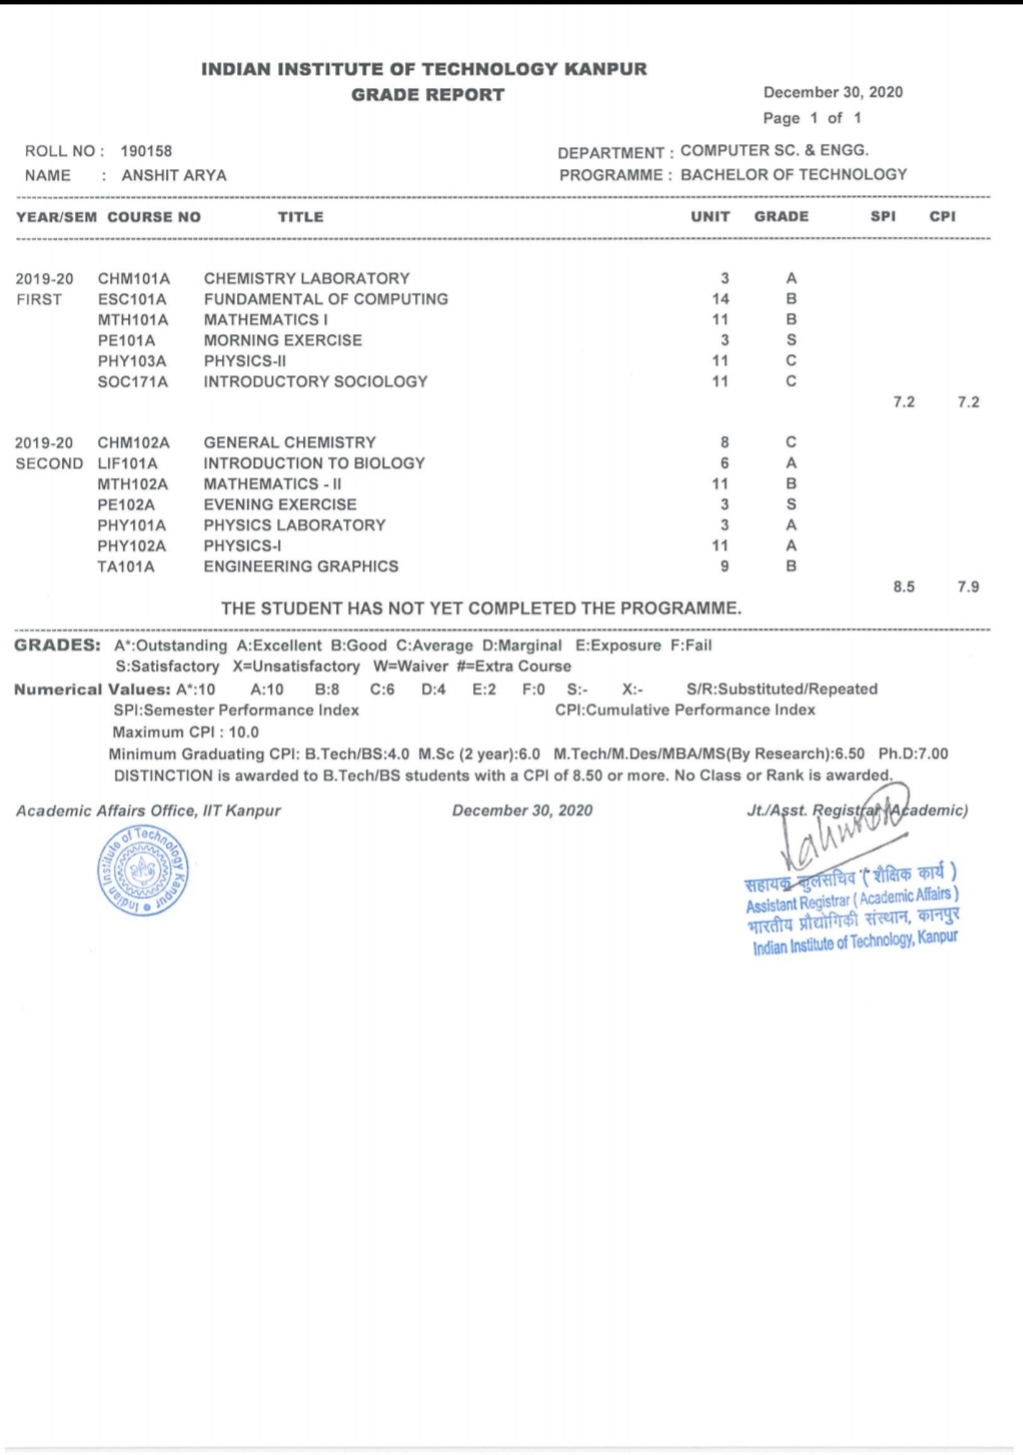 INDIAN INSTITUTE OF TECHNOLOGY KANPUR
GRADE REPORT
December 30, 2020
Page 1 of 1
ROLL NO : 190158 DEPARTMENT : COMPUTER SC. & ENGG.
NAME : ANSHIT ARYA PROGRAMME : BACHELOR OF TECHNOLOGY
YEAR/SEM COURSE NO TITLE UNIT GRADE SPI CPI
2019-20 CHM101A CHEMISTRY LABORATORY 3 A
FIRST ESC101A FUNDAMENTAL OF COMPUTING 14 B
MTH101A MATHEMATICS I 11 B
PE101A MORNING EXERCISE 3 S
PHY103A PHYSICS-II 11 C
SOC171A INTRODUCTORY SOCIOLOGY 11 C
7.2 7.2
2019-20 CHM102A GENERAL CHEMISTRY 8 C
SECOND LIF101A INTRODUCTION TO BIOLOGY 6 A
MTH102A MATHEMATICS - II 11 B
PE102A EVENING EXERCISE 3 S
PHY101A PHYSICS LABORATORY 3 A
PHY102A PHYSICS-I 11 A
TA101A ENGINEERING GRAPHICS 9 B
8.5 7.9
THE STUDENT HAS NOT YET COMPLETED THE PROGRAMME.
GRADES: A*:Outstanding A:Excellent B:Good C:Average D:Marginal E:Exposure F:Fail
S:Satisfactory X=Unsatisfactory W=Waiver #=Extra Course
Numerical Values: A*:10 A:10 B:8 C:6 D:4 E:2 F:0 S:- X:- S/R:Substituted/Repeated
SPI:Semester Performance Index CPI:Cumulative Performance Index
Maximum CPI : 10.0
Minimum Graduating CPI: B.Tech/BS:4.0 M.Sc (2 year):6.0 M.Tech/M.Des/MBA/MS(By Research):6.50 Ph.D:7.00
DISTINCTION is awarded to B.Tech/BS students with a CPI of 8.50 or more. No Class or Rank is awarded.
Academic Affairs Office, IIT Kanpur December 30, 2020 Jt./Asst. Registrar (Academic)
Indian Institute of Technology Kanpur
सहायक कुलसचिव ( शैक्षिक कार्य )
Assistant Registrar ( Academic Affairs )
भारतीय प्रौद्योगिकी संस्थान, कानपुर
Indian Institute of Technology, Kanpur